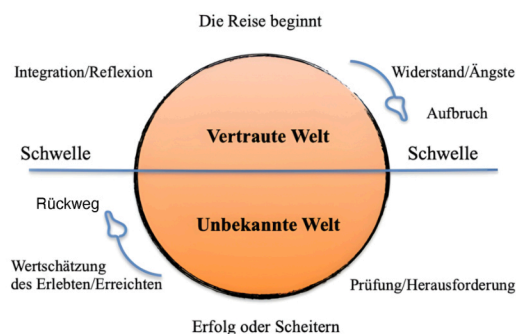 Die Reise beginnt
Integration/Reflexion
Widerstand/Ängste
Aufbruch
Vertraute Welt
Schwelle
Schwelle
Rückweg
Unbekannte Welt
Wertschätzung
des Erlebten/Erreichten
Prüfung/Herausforderung
Erfolg oder Scheitern